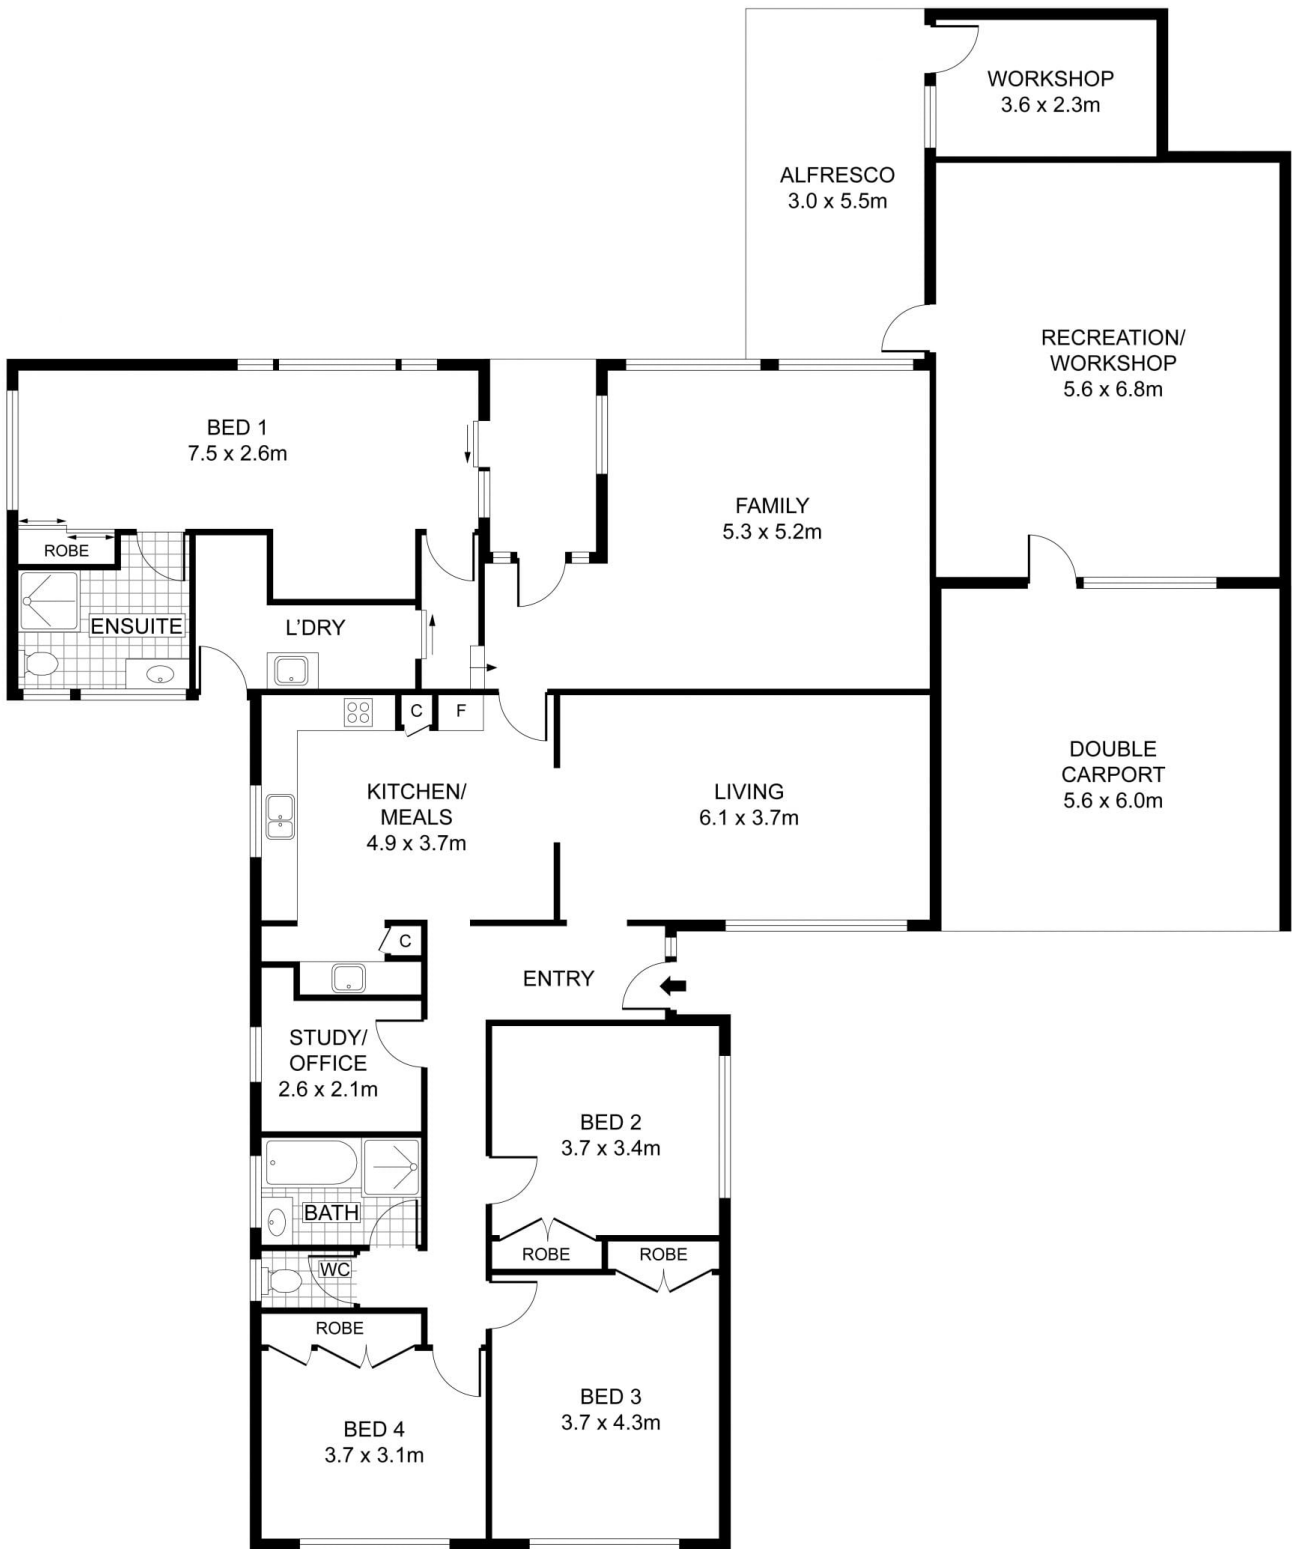 WORKSHOP
3.6 x 2.3m
ALFRESCO
3.0 x 5.5m
RECREATION/
WORKSHOP
5.6 x 6.8m
BED 1
7.5 x 2.6m
FAMILY
5.3 x 5.2m
ROBE
ENSUITE
L'DRY
C
F
KITCHEN/
MEALS
4.9 x 3.7m
LIVING
6.1 x 3.7m
DOUBLE
CARPORT
5.6 x 6.0m
C
ENTRY
STUDY/
OFFICE
2.6 x 2.1m
BED 2
3.7 x 3.4m
BATH
ROBE
ROBE
WC
ROBE
BED 3
3.7 x 4.3m
BED 4
3.7 x 3.1m